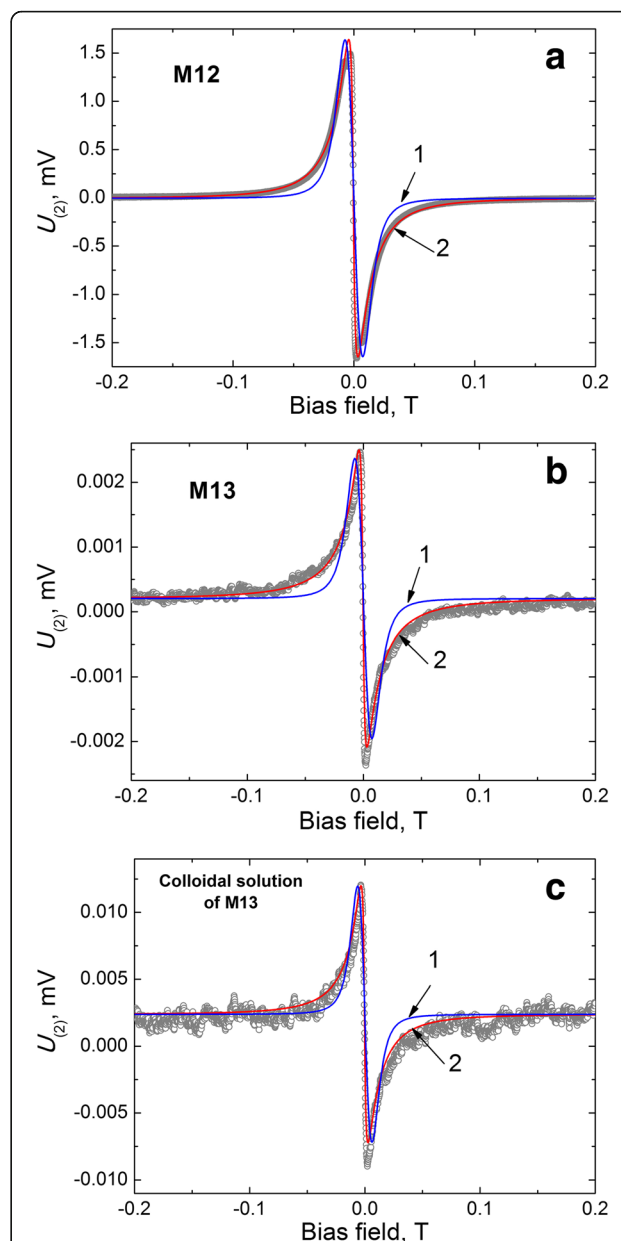 M12
a
1
2
1.5
1.0
0.5
0.0
-0.5
-1.0
-1.5
U(2), mV
-0.2 -0.1 0.0 0.1 0.2
Bias field, T
M13
b
1
2
0.002
0.001
0.000
-0.001
-0.002
U(2), mV
-0.2 -0.1 0.0 0.1 0.2
Bias field, T
Colloidal solution
of M13
c
1
2
0.010
0.005
0.000
-0.005
-0.010
U(2), mV
-0.2 -0.1 0.0 0.1 0.2
Bias field, T